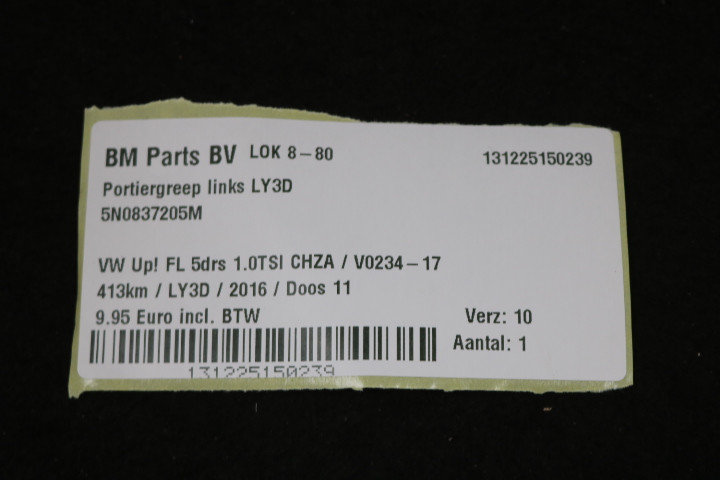 BM Parts BV LOK 8-80 131225150239
Portiergreep links LY3D
5N0837205M
VW Up! FL 5drs 1.0TSI CHZA / V0234-17
413km / LY3D / 2016 / Doos 11
9.95 Euro incl. BTW Verz: 10
Aantal: 1
131225150239